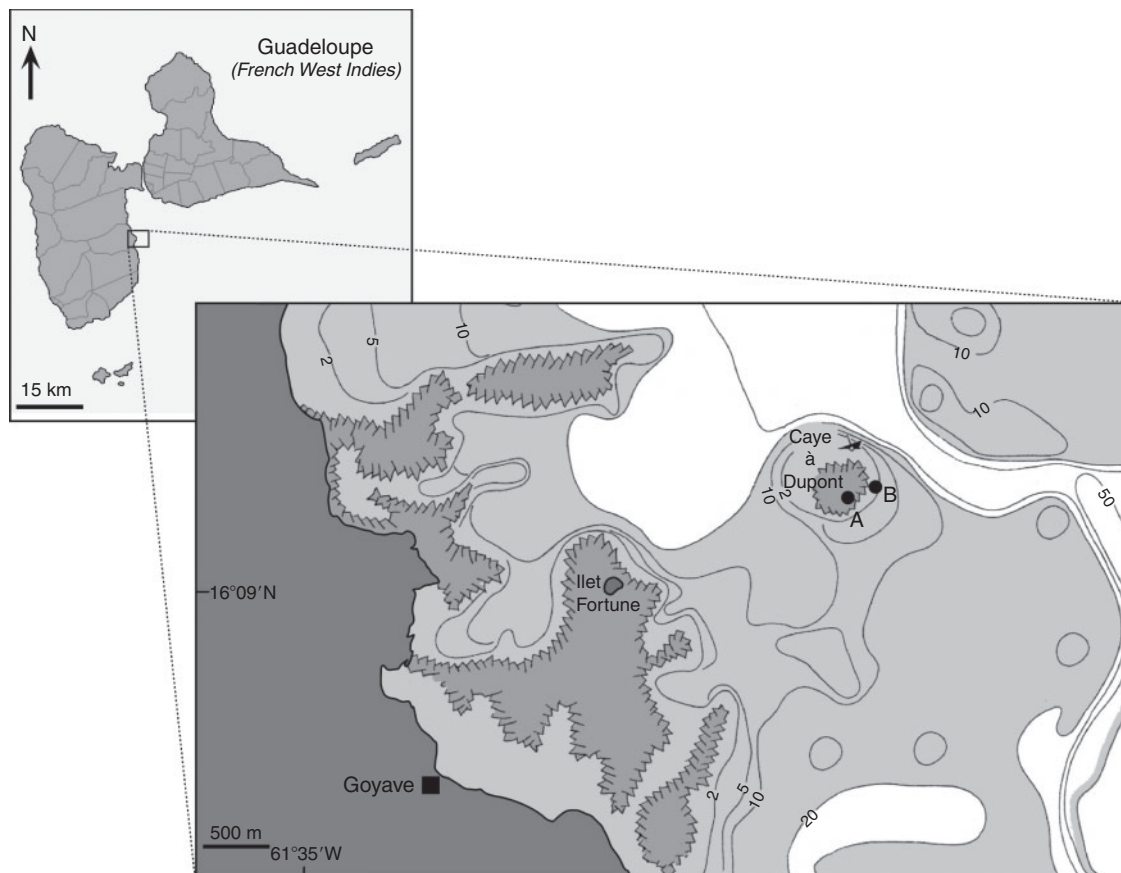 N
Guadeloupe
(French West Indies)
15 km
2
5
10
10
10
Caye
à
Dupont
10
2
B
A
50
16°09′N
Ilet
Fortune
Goyave
2
5
10
20
500 m
61°35′W